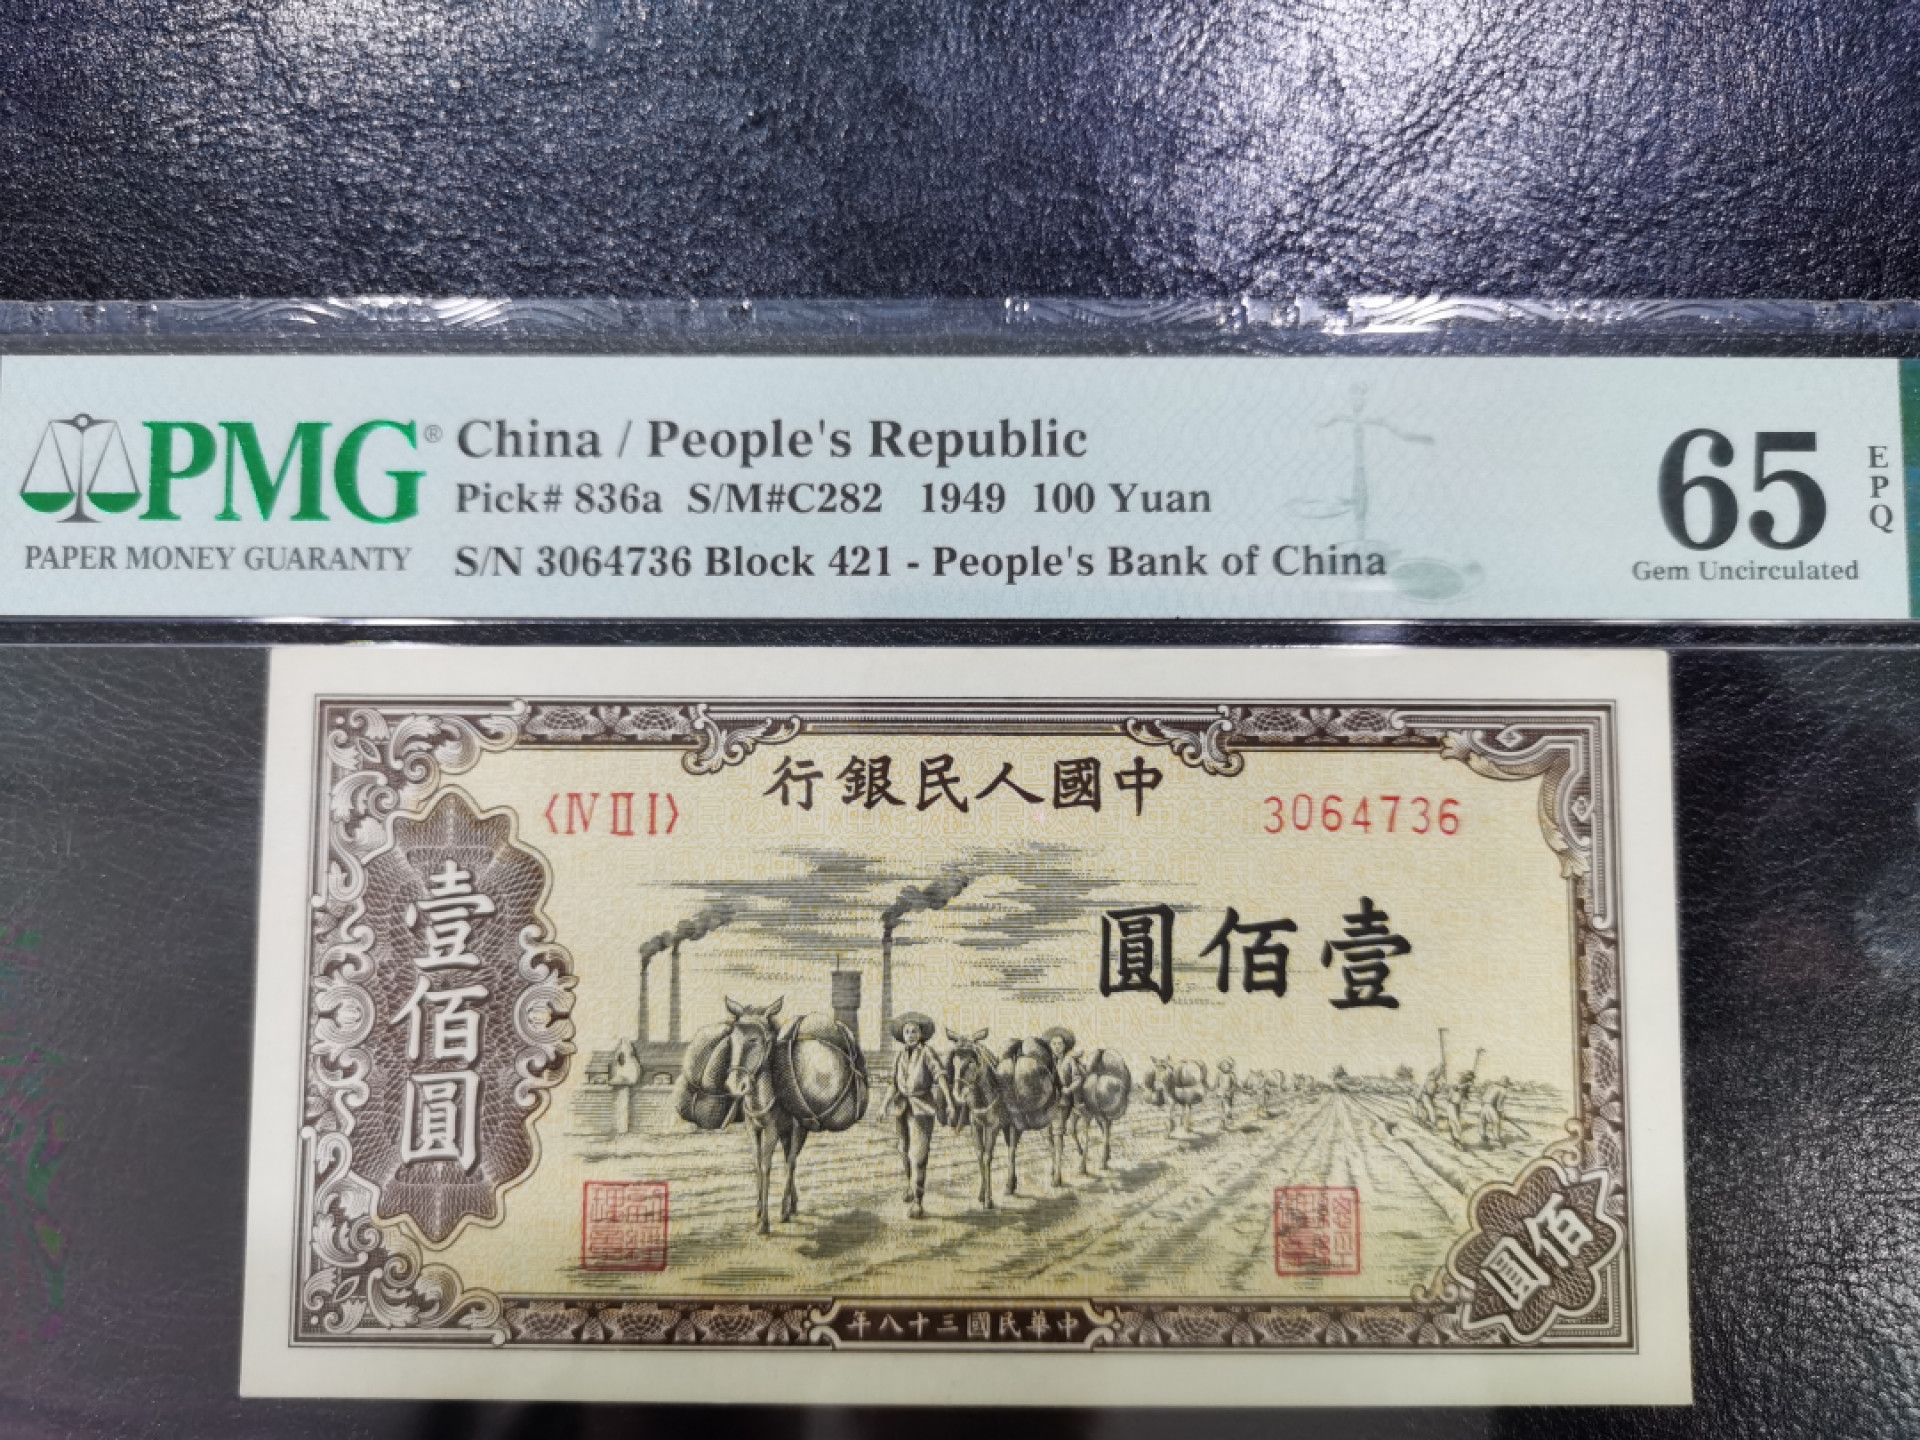 PMG® China / People's Republic
Pick# 836a S/M#C282 1949 100 Yuan
PAPER MONEY GUARANTY
S/N 3064736 Block 421 - People's Bank of China
65 EPQ
Gem Uncirculated
行銀民人國中
〈ⅣⅡⅠ〉
3064736
圓佰壹
壹佰圓
佰圓
年八十三國民華中